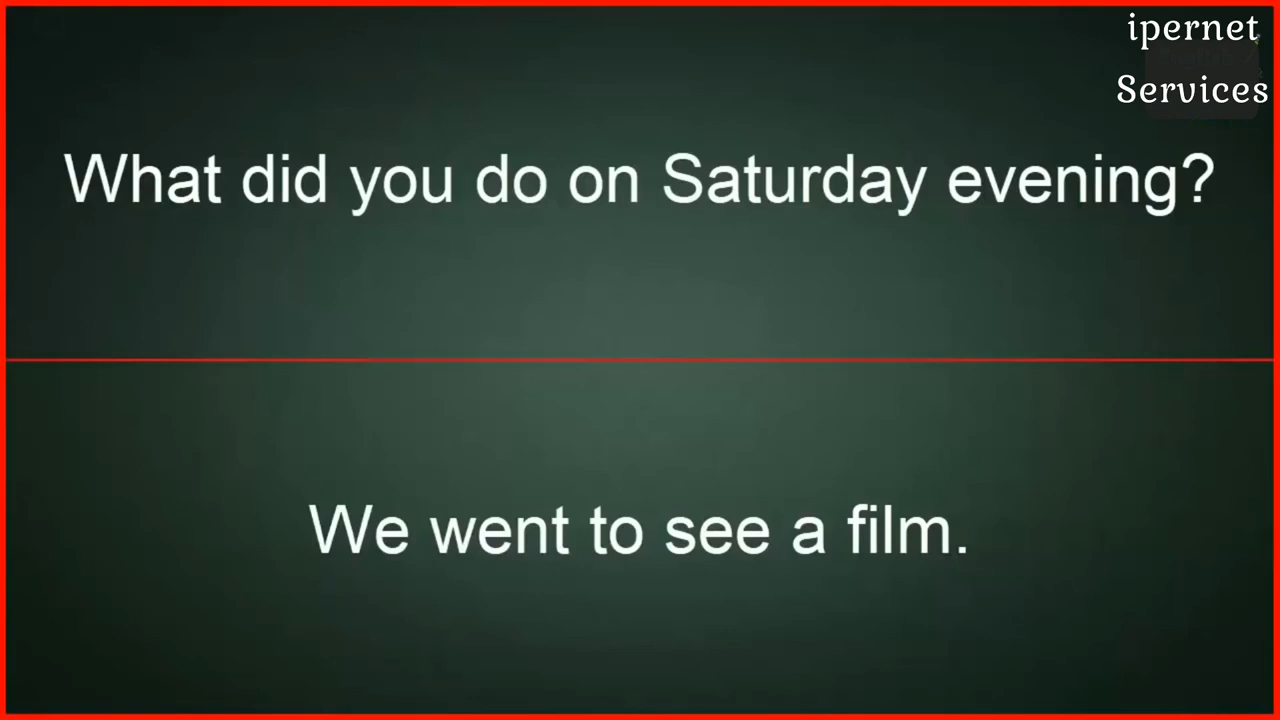 ipernet
Services
What did you do on Saturday evening?
We went to see a film.